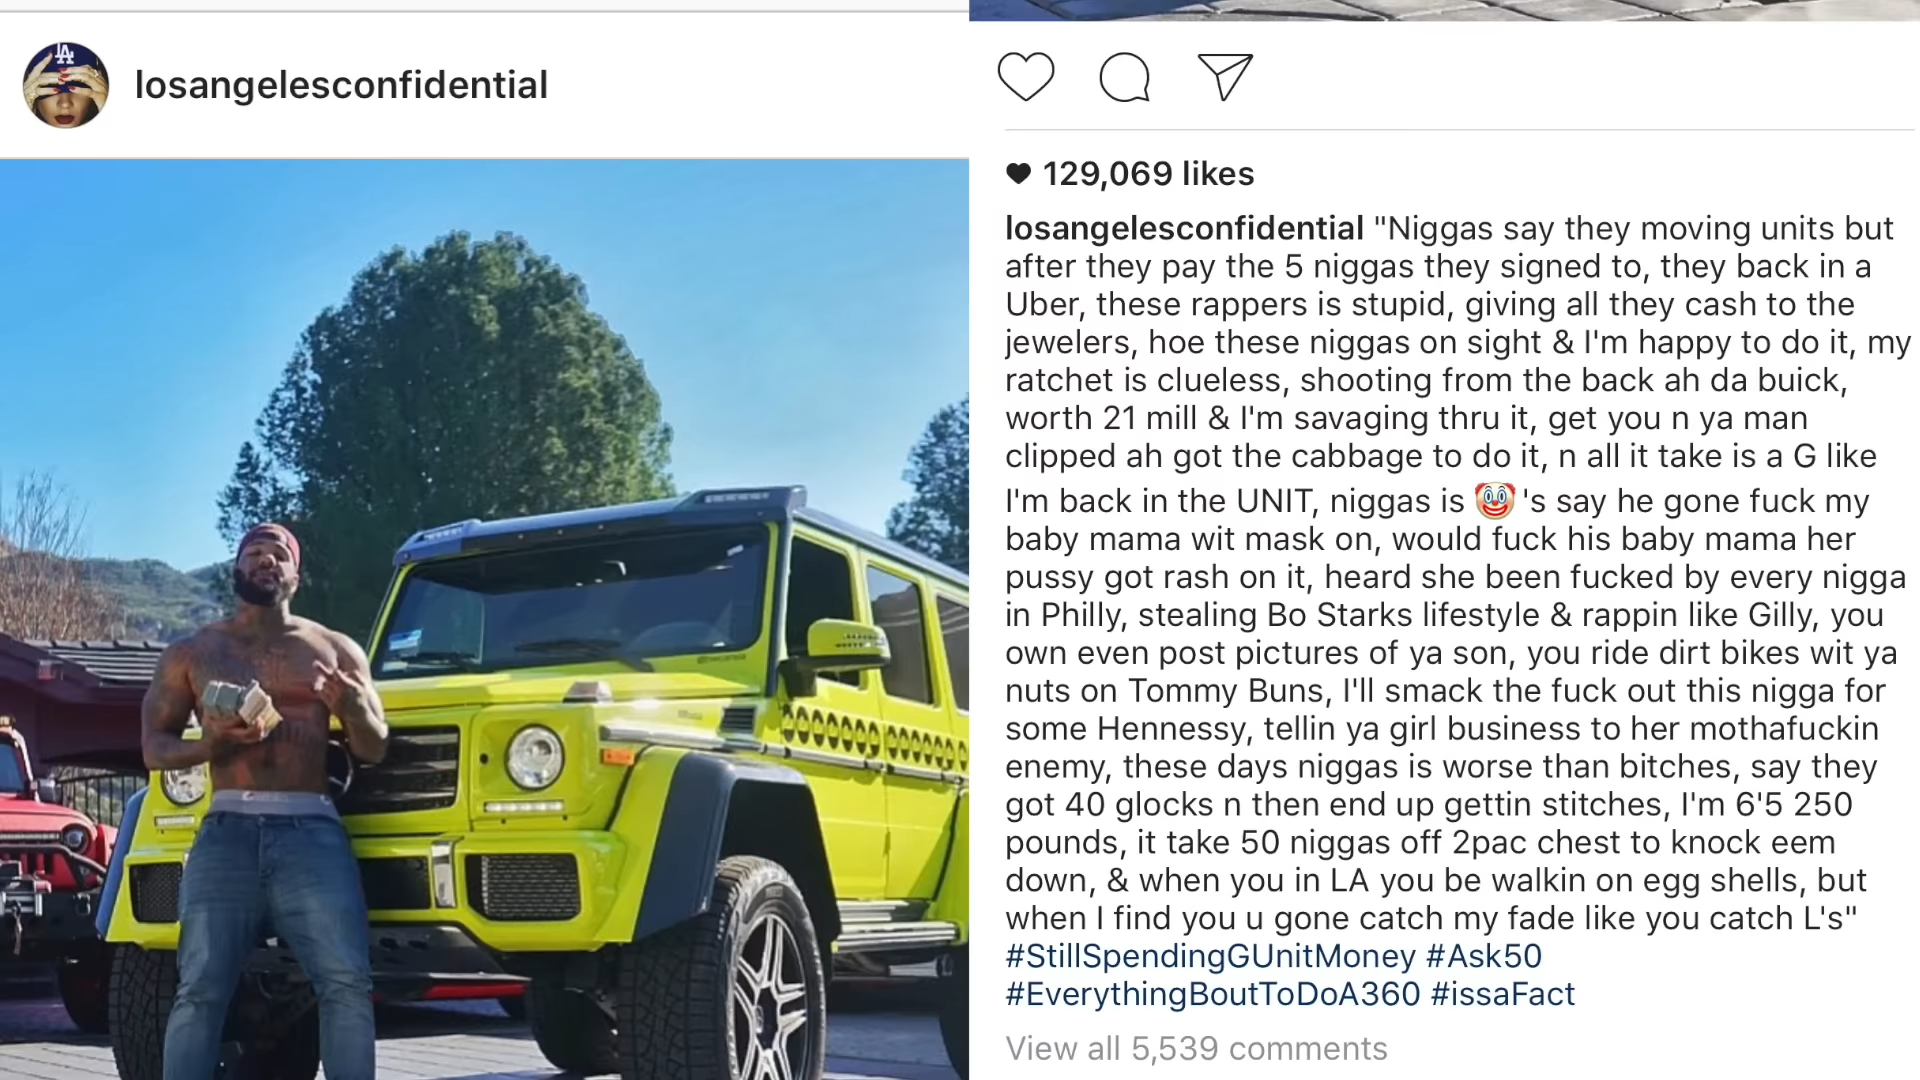 losangelesconfidential
129,069 likes
losangelesconfidential "Niggas say they moving units but
after they pay the 5 niggas they signed to, they back in a
Uber, these rappers is stupid, giving all they cash to the
jewelers, hoe these niggas on sight & I'm happy to do it, my
ratchet is clueless, shooting from the back ah da buick,
worth 21 mill & I'm savaging thru it, get you n ya man
clipped ah got the cabbage to do it, n all it take is a G like
I'm back in the UNIT, niggas is 🤡 's say he gone fuck my
baby mama wit mask on, would fuck his baby mama her
pussy got rash on it, heard she been fucked by every nigga
in Philly, stealing Bo Starks lifestyle & rappin like Gilly, you
own even post pictures of ya son, you ride dirt bikes wit ya
nuts on Tommy Buns, I'll smack the fuck out this nigga for
some Hennessy, tellin ya girl business to her mothafuckin
enemy, these days niggas is worse than bitches, say they
got 40 glocks n then end up gettin stitches, I'm 6'5 250
pounds, it take 50 niggas off 2pac chest to knock eem
down, & when you in LA you be walkin on egg shells, but
when I find you u gone catch my fade like you catch L's"
#StillSpendingGUnitMoney #Ask50
#EverythingBoutToDoA360 #issaFact
View all 5,539 comments